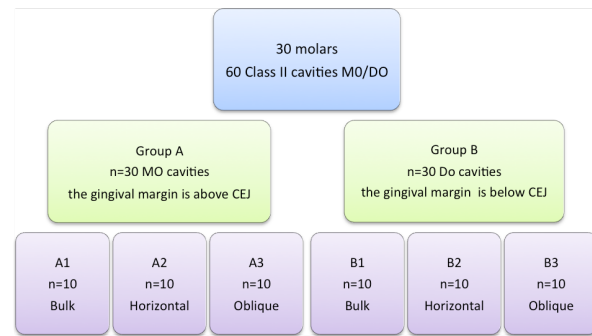 30 molars
60 Class II cavities M0/DO
Group A
n=30 MO cavities
the gingival margin is above CEJ
Group B
n=30 Do cavities
the gingival margin  is below CEJ
A1
n=10
Bulk
A2
n=10
Horizontal
A3
n=10
Oblique
B1
n=10
Bulk
B2
n=10
Horizontal
B3
n=10
Oblique